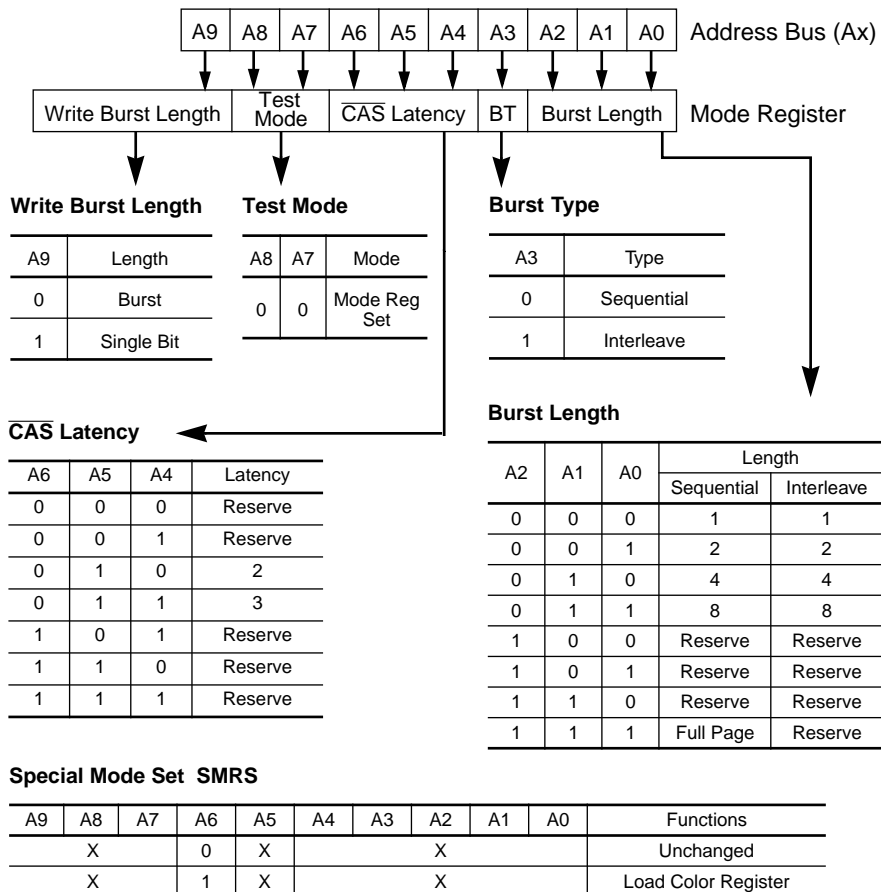 A9 A8 A7 A6 A5 A4 A3 A2 A1 A0 Address Bus (Ax)
Write Burst Length Test Mode CAS Latency BT Burst Length Mode Register
Write Burst Length
A9 Length
0 Burst
1 Single Bit
Test Mode
A8 A7 Mode
0 0 Mode Reg Set
Burst Type
A3 Type
0 Sequential
1 Interleave
CAS Latency
A6 A5 A4 Latency
0 0 0 Reserve
0 0 1 Reserve
0 1 0 2
0 1 1 3
1 0 1 Reserve
1 1 0 Reserve
1 1 1 Reserve
Burst Length
A2 A1 A0 Length
Sequential Interleave
0 0 0 1 1
0 0 1 2 2
0 1 0 4 4
0 1 1 8 8
1 0 0 Reserve Reserve
1 0 1 Reserve Reserve
1 1 0 Reserve Reserve
1 1 1 Full Page Reserve
Special Mode Set SMRS
A9 A8 A7 A6 A5 A4 A3 A2 A1 A0 Functions
X 0 X X Unchanged
X 1 X X Load Color Register